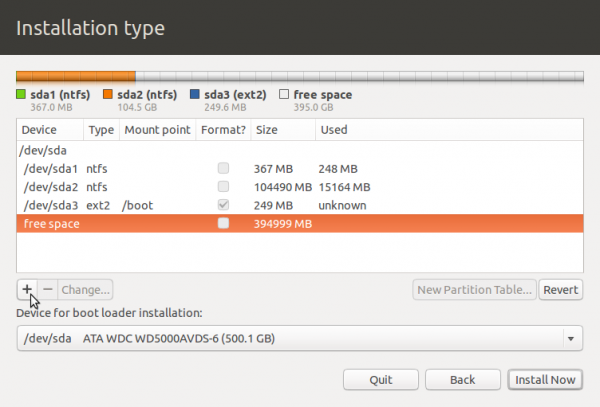 Installation type
sda1 (ntfs) sda2 (ntfs) sda3 (ext2) free space
367.0 MB 104.5 GB 249.6 MB 395.0 GB
Device Type Mount point Format? Size Used
/dev/sda
/dev/sda1 ntfs 367 MB 248 MB
/dev/sda2 ntfs 104490 MB 15164 MB
/dev/sda3 ext2 /boot 249 MB unknown
free space 394999 MB
+ − Change... New Partition Table... Revert
Device for boot loader installation:
/dev/sda ATA WDC WD5000AVDS-6 (500.1 GB)
Quit Back Install Now